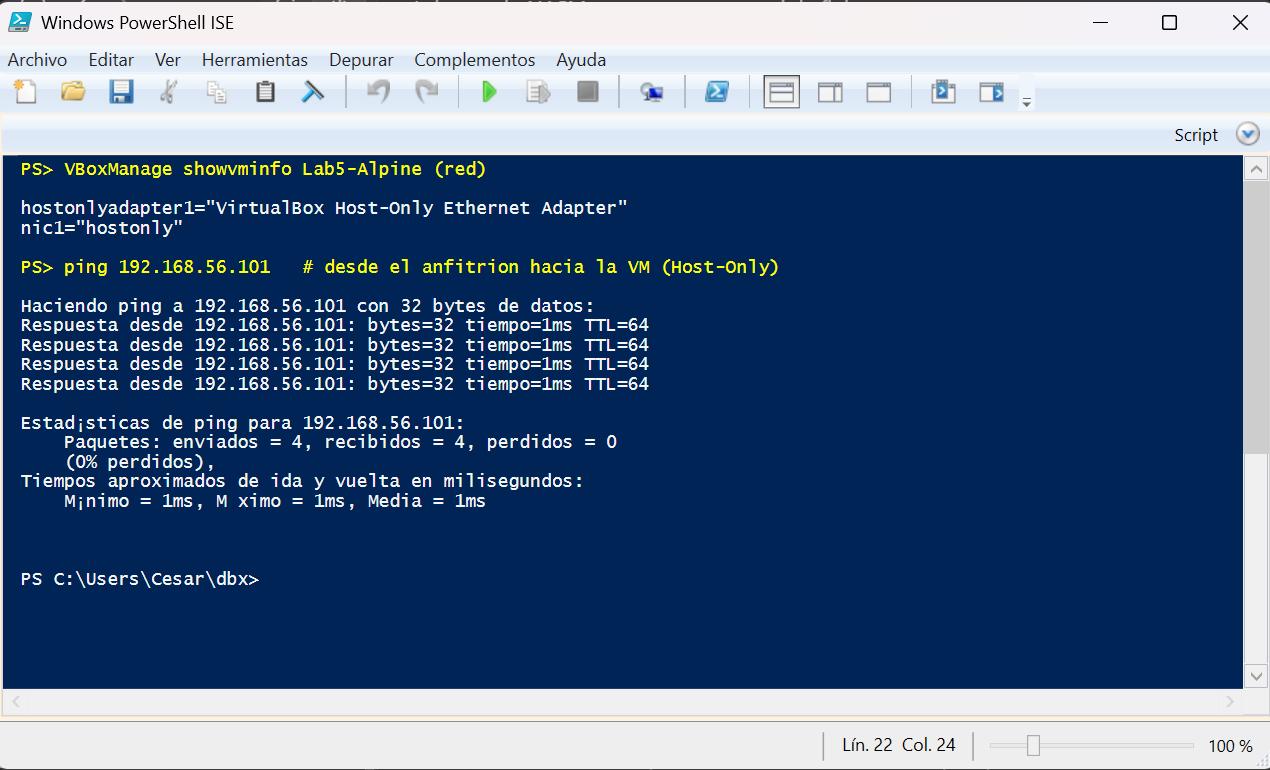 Windows PowerShell ISE
Archivo Editar Ver Herramientas Depurar Complementos Ayuda
Script
PS> VBoxManage showvminfo Lab5-Alpine (red)
hostonlyadapter1="VirtualBox Host-Only Ethernet Adapter"
nic1="hostonly"
PS> ping 192.168.56.101   # desde el anfitrion hacia la VM (Host-Only)
Haciendo ping a 192.168.56.101 con 32 bytes de datos:
Respuesta desde 192.168.56.101: bytes=32 tiempo=1ms TTL=64
Respuesta desde 192.168.56.101: bytes=32 tiempo=1ms TTL=64
Respuesta desde 192.168.56.101: bytes=32 tiempo=1ms TTL=64
Respuesta desde 192.168.56.101: bytes=32 tiempo=1ms TTL=64
Estad¡sticas de ping para 192.168.56.101:
    Paquetes: enviados = 4, recibidos = 4, perdidos = 0
    (0% perdidos),
Tiempos aproximados de ida y vuelta en milisegundos:
    M¡nimo = 1ms, M ximo = 1ms, Media = 1ms
PS C:\Users\Cesar\dbx>
Lín. 22 Col. 24 100 %